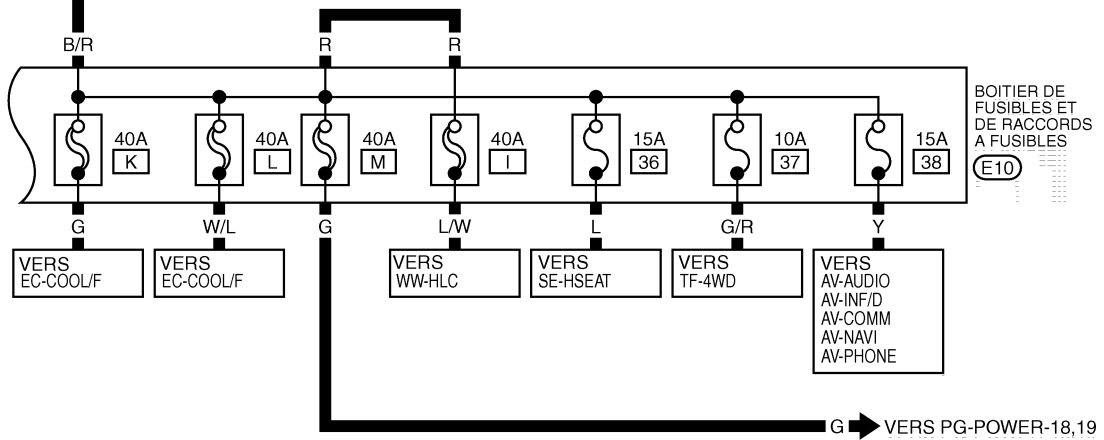 B/R
R
R
BOITIER DE
FUSIBLES ET
DE RACCORDS
A FUSIBLES
E10
40A
K
40A
L
40A
M
40A
I
15A
36
10A
37
15A
38
G
W/L
G
L/W
L
G/R
Y
VERS
EC-COOL/F
VERS
EC-COOL/F
VERS
WW-HLC
VERS
SE-HSEAT
VERS
TF-4WD
VERS
AV-AUDIO
AV-INF/D
AV-COMM
AV-NAVI
AV-PHONE
G
VERS PG-POWER-18,19